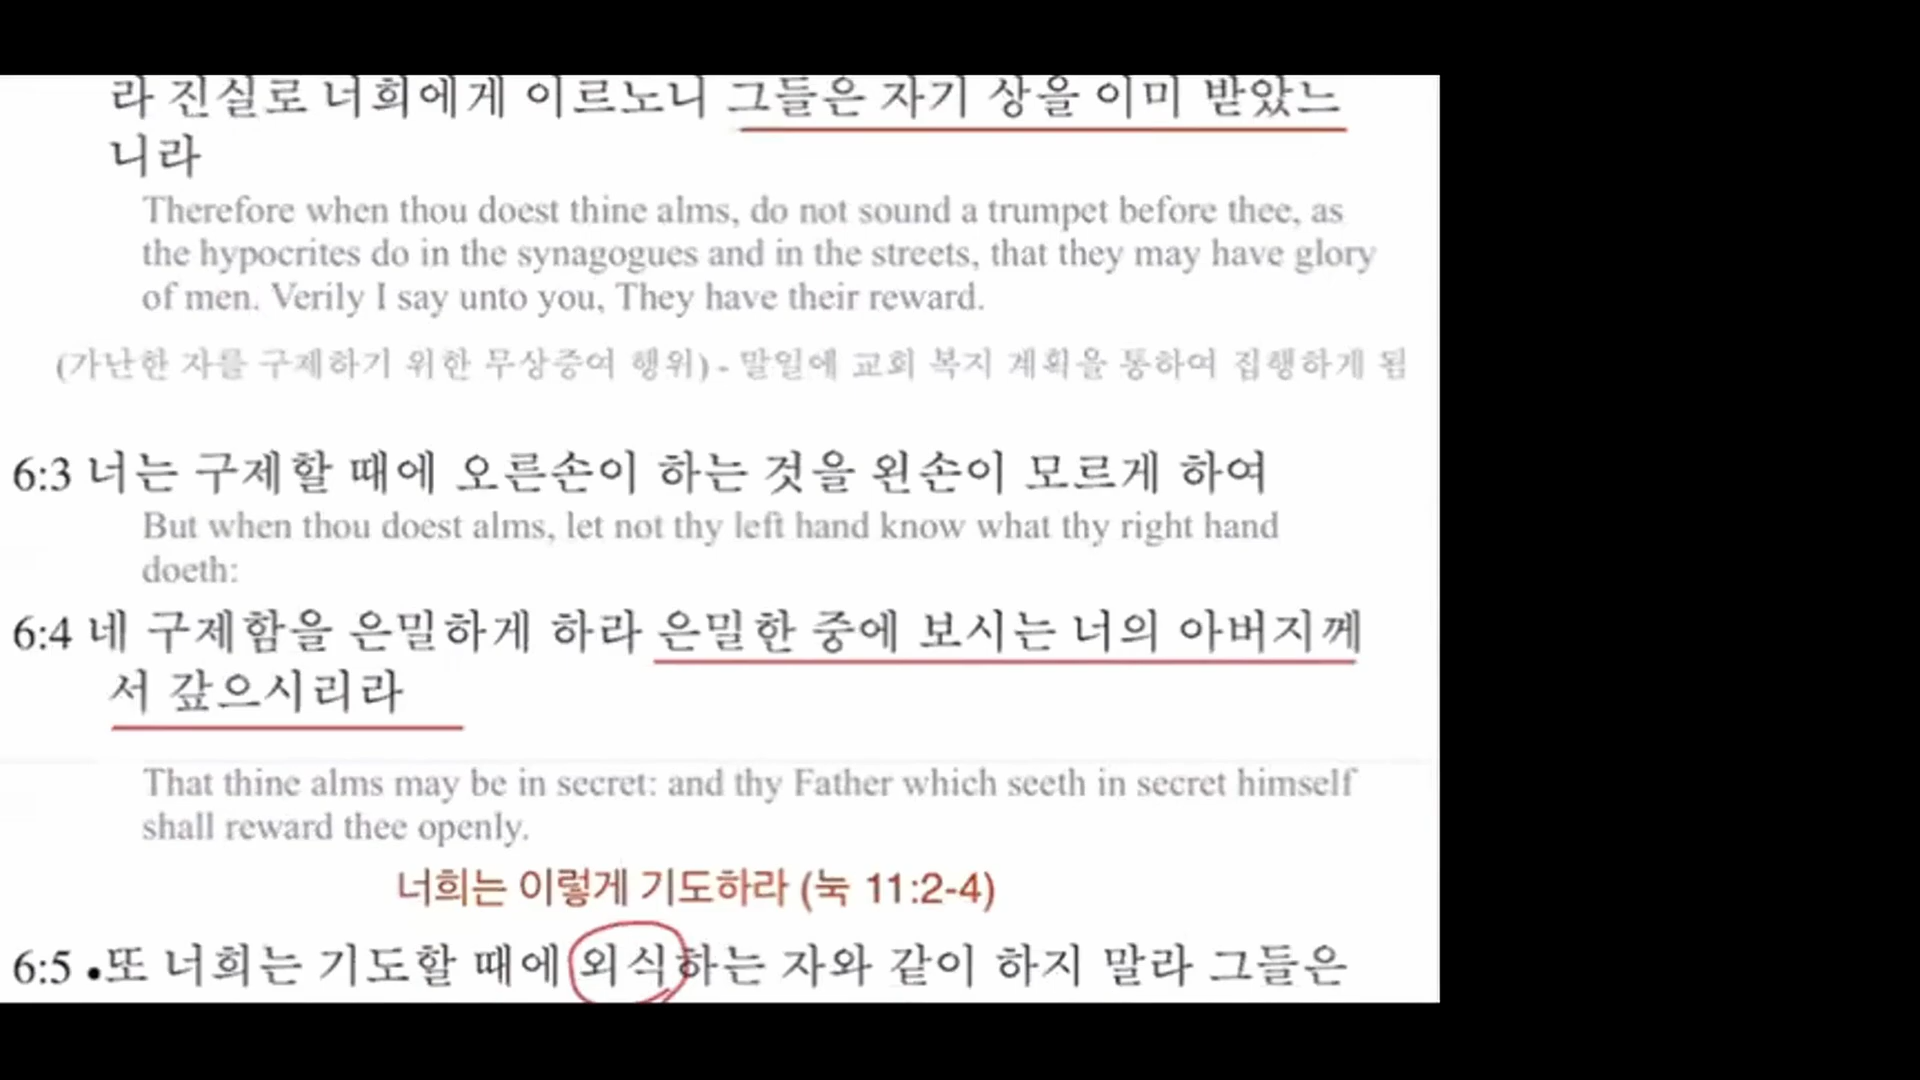 라 진실로 너희에게 이르노니 그들은 자기 상을 이미 받았느
니라
Therefore when thou doest thine alms, do not sound a trumpet before thee, as
the hypocrites do in the synagogues and in the streets, that they may have glory
of men. Verily I say unto you, They have their reward.
(가난한 자를 구제하기 위한 무상증여 행위) - 말일에 교회 복지 계획을 통하여 집행하게 됨
6:3 너는 구제할 때에 오른손이 하는 것을 왼손이 모르게 하여
But when thou doest alms, let not thy left hand know what thy right hand
doeth:
6:4 네 구제함을 은밀하게 하라 은밀한 중에 보시는 너의 아버지께
서 갚으시리라
That thine alms may be in secret: and thy Father which seeth in secret himself
shall reward thee openly.
너희는 이렇게 기도하라 (눅 11:2-4)
6:5 •또 너희는 기도할 때에 외식하는 자와 같이 하지 말라 그들은